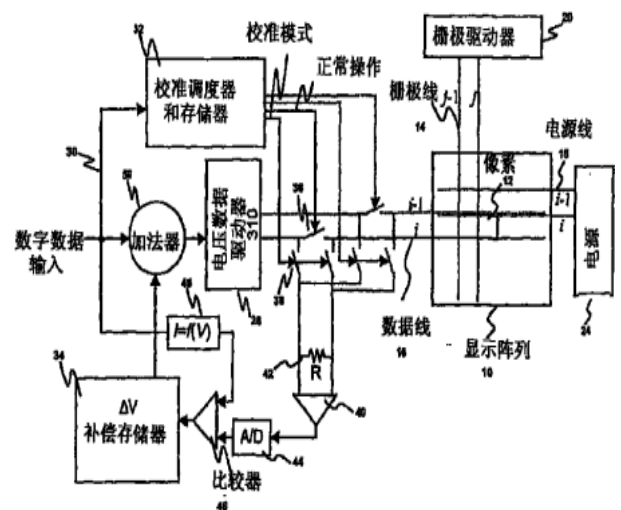 32
校准模式
正常操作
校准调度器
和存储器
20
栅极驱动器
栅极线
14
j-1
j
电源线
18
30
50
数字数据
输入
加法器
电压数据
驱动器
310
28
36
38
i-1
i
数据线
16
像素
12
i-1
i
电源
24
显示阵列
10
46
I=f(V)
34
ΔV
补偿存储器
42
R
40
A/D
44
比较器
48